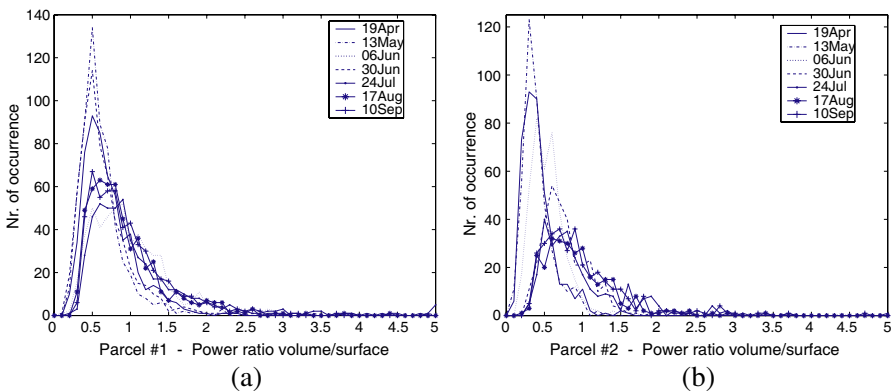 140
120
100
80
60
40
20
0
Nr. of occurrence
19Apr
13May
06Jun
30Jun
24Jul
17Aug
10Sep
0 0.5 1 1.5 2 2.5 3 3.5 4 4.5 5
Parcel #1 - Power ratio volume/surface
(a)
120
100
80
60
40
20
0
Nr. of occurrence
19Apr
13May
06Jun
30Jun
24Jul
17Aug
10Sep
0 0.5 1 1.5 2 2.5 3 3.5 4 4.5 5
Parcel #2 - Power ratio volume/surface
(b)